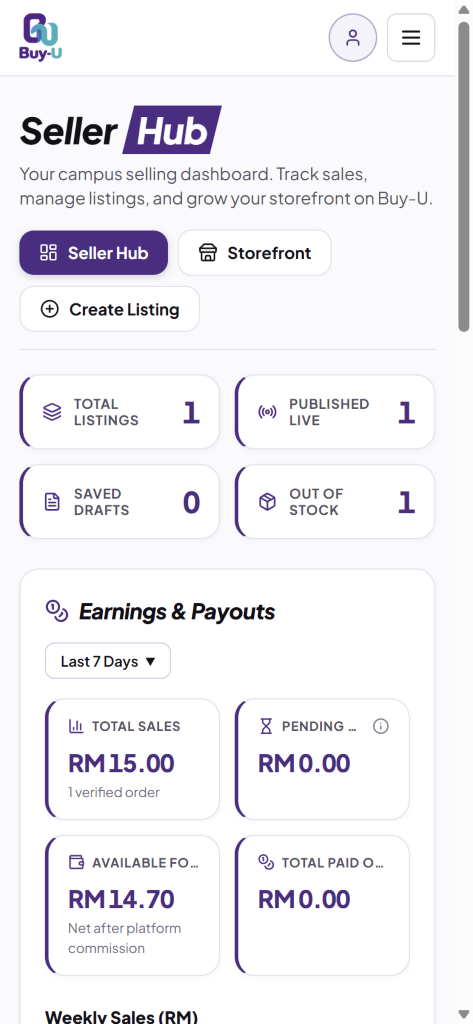 Buy-U
Seller Hub
Your campus selling dashboard. Track sales,
manage listings, and grow your storefront on Buy-U.
Seller Hub
Storefront
Create Listing
TOTAL
LISTINGS
1
PUBLISHED
LIVE
1
SAVED
DRAFTS
0
OUT OF
STOCK
1
Earnings & Payouts
Last 7 Days ▼
TOTAL SALES
RM 15.00
1 verified order
PENDING ...
RM 0.00
AVAILABLE FO...
RM 14.70
Net after platform
commission
TOTAL PAID O...
RM 0.00
Weekly Sales (RM)